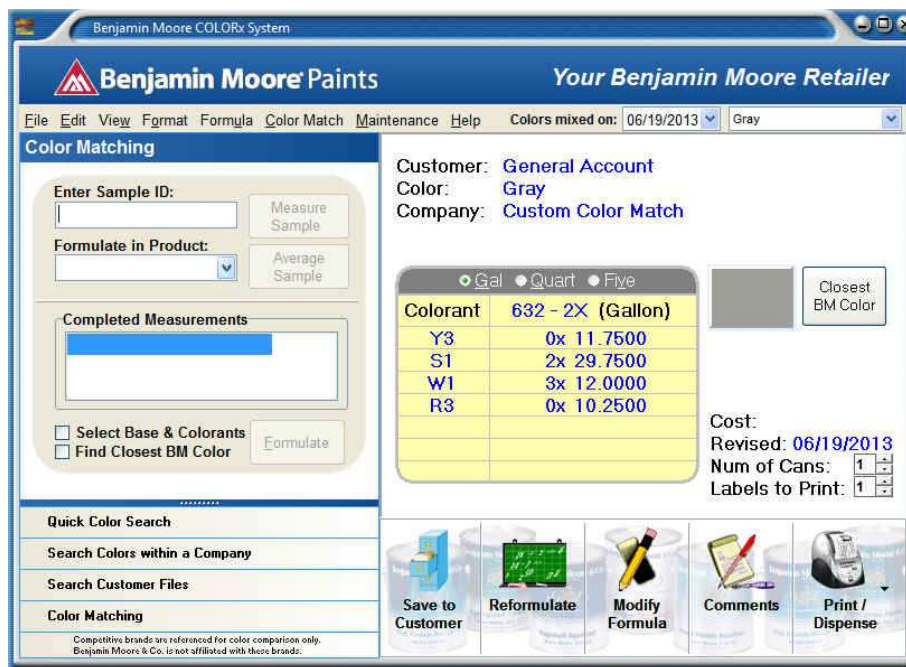 Benjamin Moore COLORx System
Benjamin Moore Paints
Your Benjamin Moore Retailer
File Edit View Format Formula Color Match Maintenance Help Colors mixed on: 06/19/2013 Gray
Color Matching
Enter Sample ID:
Measure Sample
Formulate in Product:
Average Sample
Completed Measurements
Select Base & Colorants
Find Closest BM Color
Formulate
Quick Color Search
Search Colors within a Company
Search Customer Files
Color Matching
Competitive brands are referenced for color comparison only.
Benjamin Moore & Co. is not affiliated with these brands.
Customer: General Account
Color: Gray
Company: Custom Color Match
Gal Quart Five
Colorant 632 - 2X (Gallon)
Y3 0x 11.7500
S1 2x 29.7500
W1 3x 12.0000
R3 0x 10.2500
Closest BM Color
Cost:
Revised: 06/19/2013
Num of Cans: 1
Labels to Print: 1
Save to Customer
Reformulate
Modify Formula
Comments
Print / Dispense